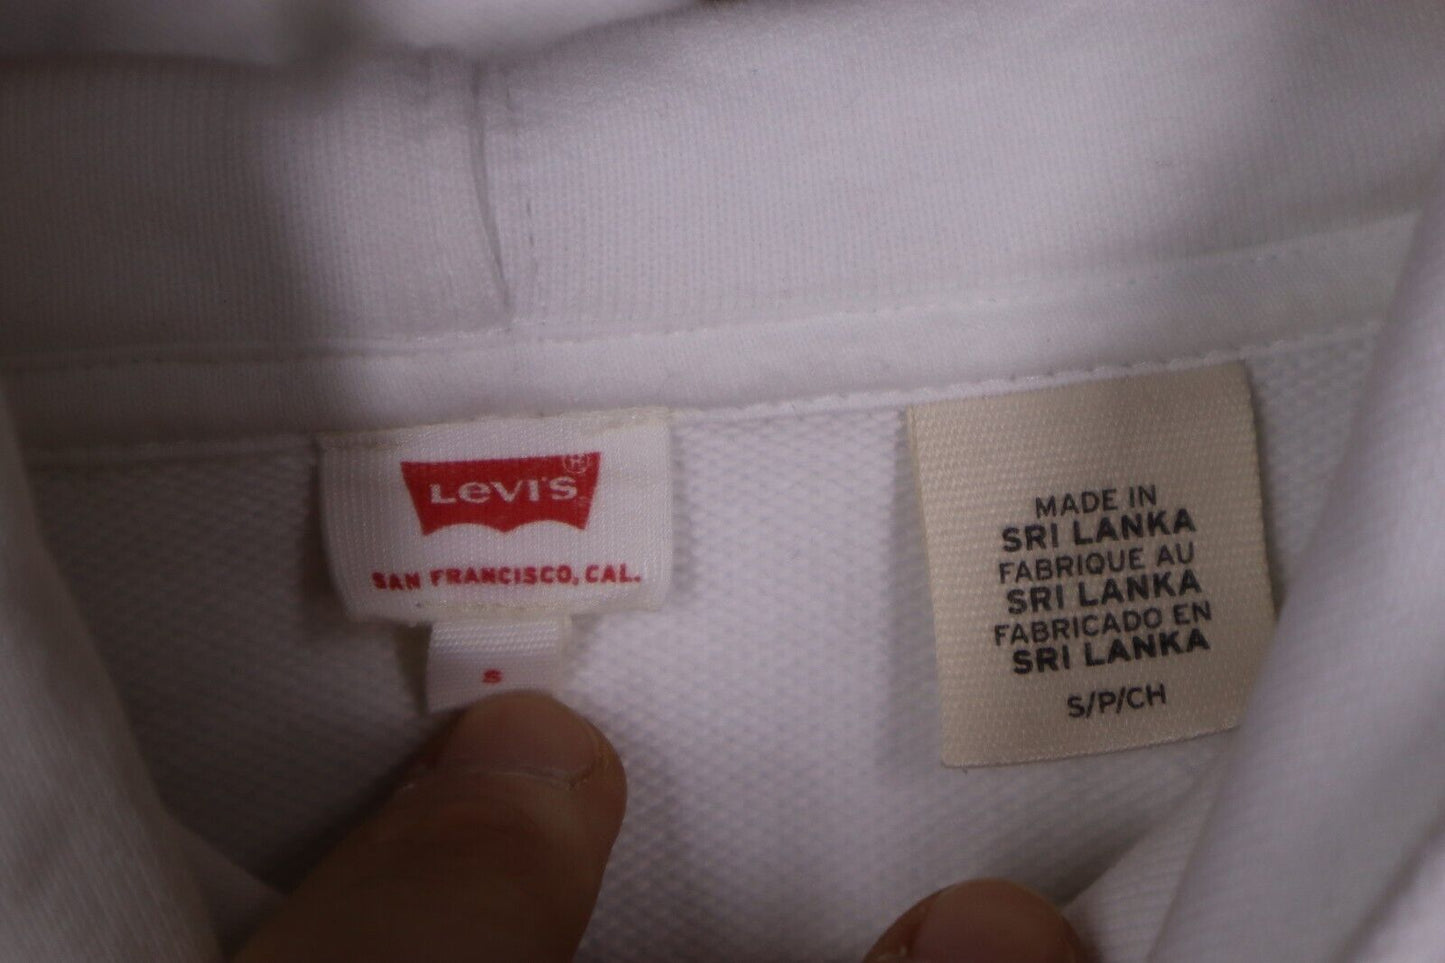 LEVI'S ®
SAN FRANCISCO, CAL.
S
MADE IN
SRI LANKA
FABRIQUE AU
SRI LANKA
FABRICADO EN
SRI LANKA
S/P/CH